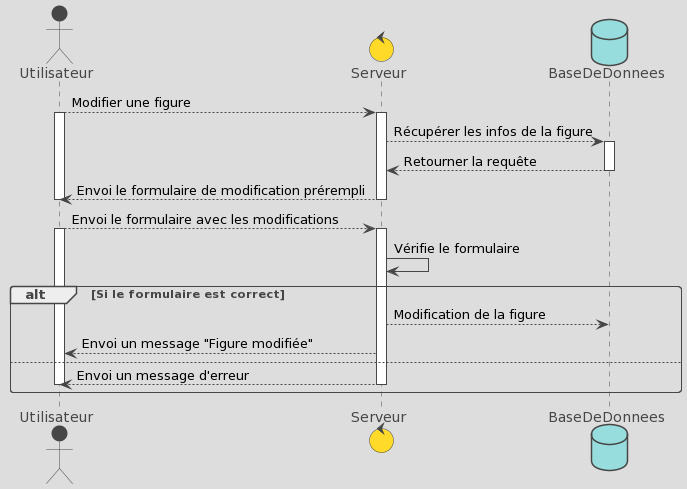 Utilisateur
Serveur
BaseDeDonnees
Modifier une figure
Récupérer les infos de la figure
Retourner la requête
Envoi le formulaire de modification prérempli
Envoi le formulaire avec les modifications
Vérifie le formulaire
alt [Si le formulaire est correct]
Modification de la figure
Envoi un message "Figure modifiée"
Envoi un message d'erreur
Utilisateur
Serveur
BaseDeDonnees